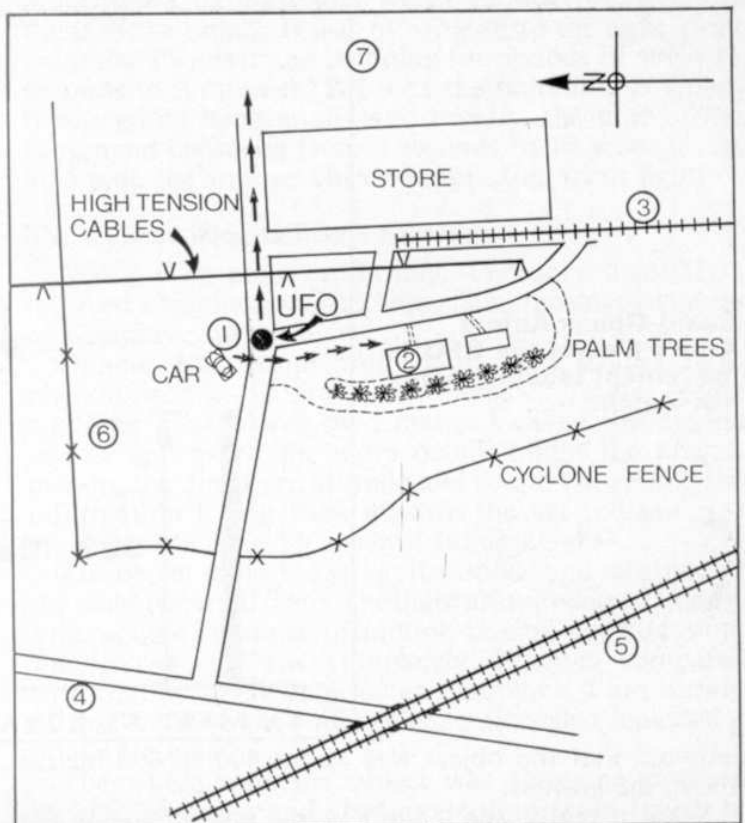 7
N
STORE
3
HIGH TENSION
CABLES
UFO
1
CAR
2
PALM TREES
6
CYCLONE FENCE
5
4